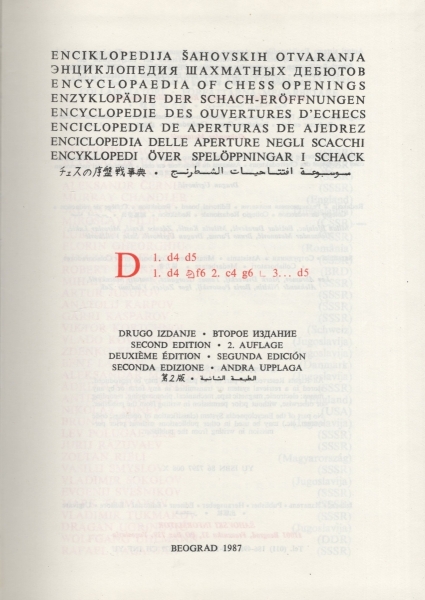 ENCIKLOPEDIJA ŠAHOVSKIH OTVARANJA
ЭНЦИКЛОПЕДИЯ ШАХМАТНЫХ ДЕБЮТОВ
ENCYCLOPAEDIA OF CHESS OPENINGS
ENZYKLOPÄDIE DER SCHACH-ERÖFFNUNGEN
ENCYCLOPEDIE DES OUVERTURES D'ECHECS
ENCICLOPEDIA DE APERTURAS DE AJEDREZ
ENCICLOPEDIA DELLE APERTURE NEGLI SCACCHI
ENCYKLOPEDI ÖVER SPELÖPPNINGAR I SCHACK
チェスの序盤戦事典 • موسوعة افتتاحيات الشطرنج
D 1. d4 d5
1. d4 ♘f6 2. c4 g6 3... d5
DRUGO IZDANJE • ВТОРОЕ ИЗДАНИЕ
SECOND EDITION • 2. AUFLAGE
DEUXIÈME ÉDITION • SEGUNDA EDICIÓN
SECONDA EDIZIONE • ANDRA UPPLAGA
第2版 • الطبعة الثانية
BEOGRAD 1987